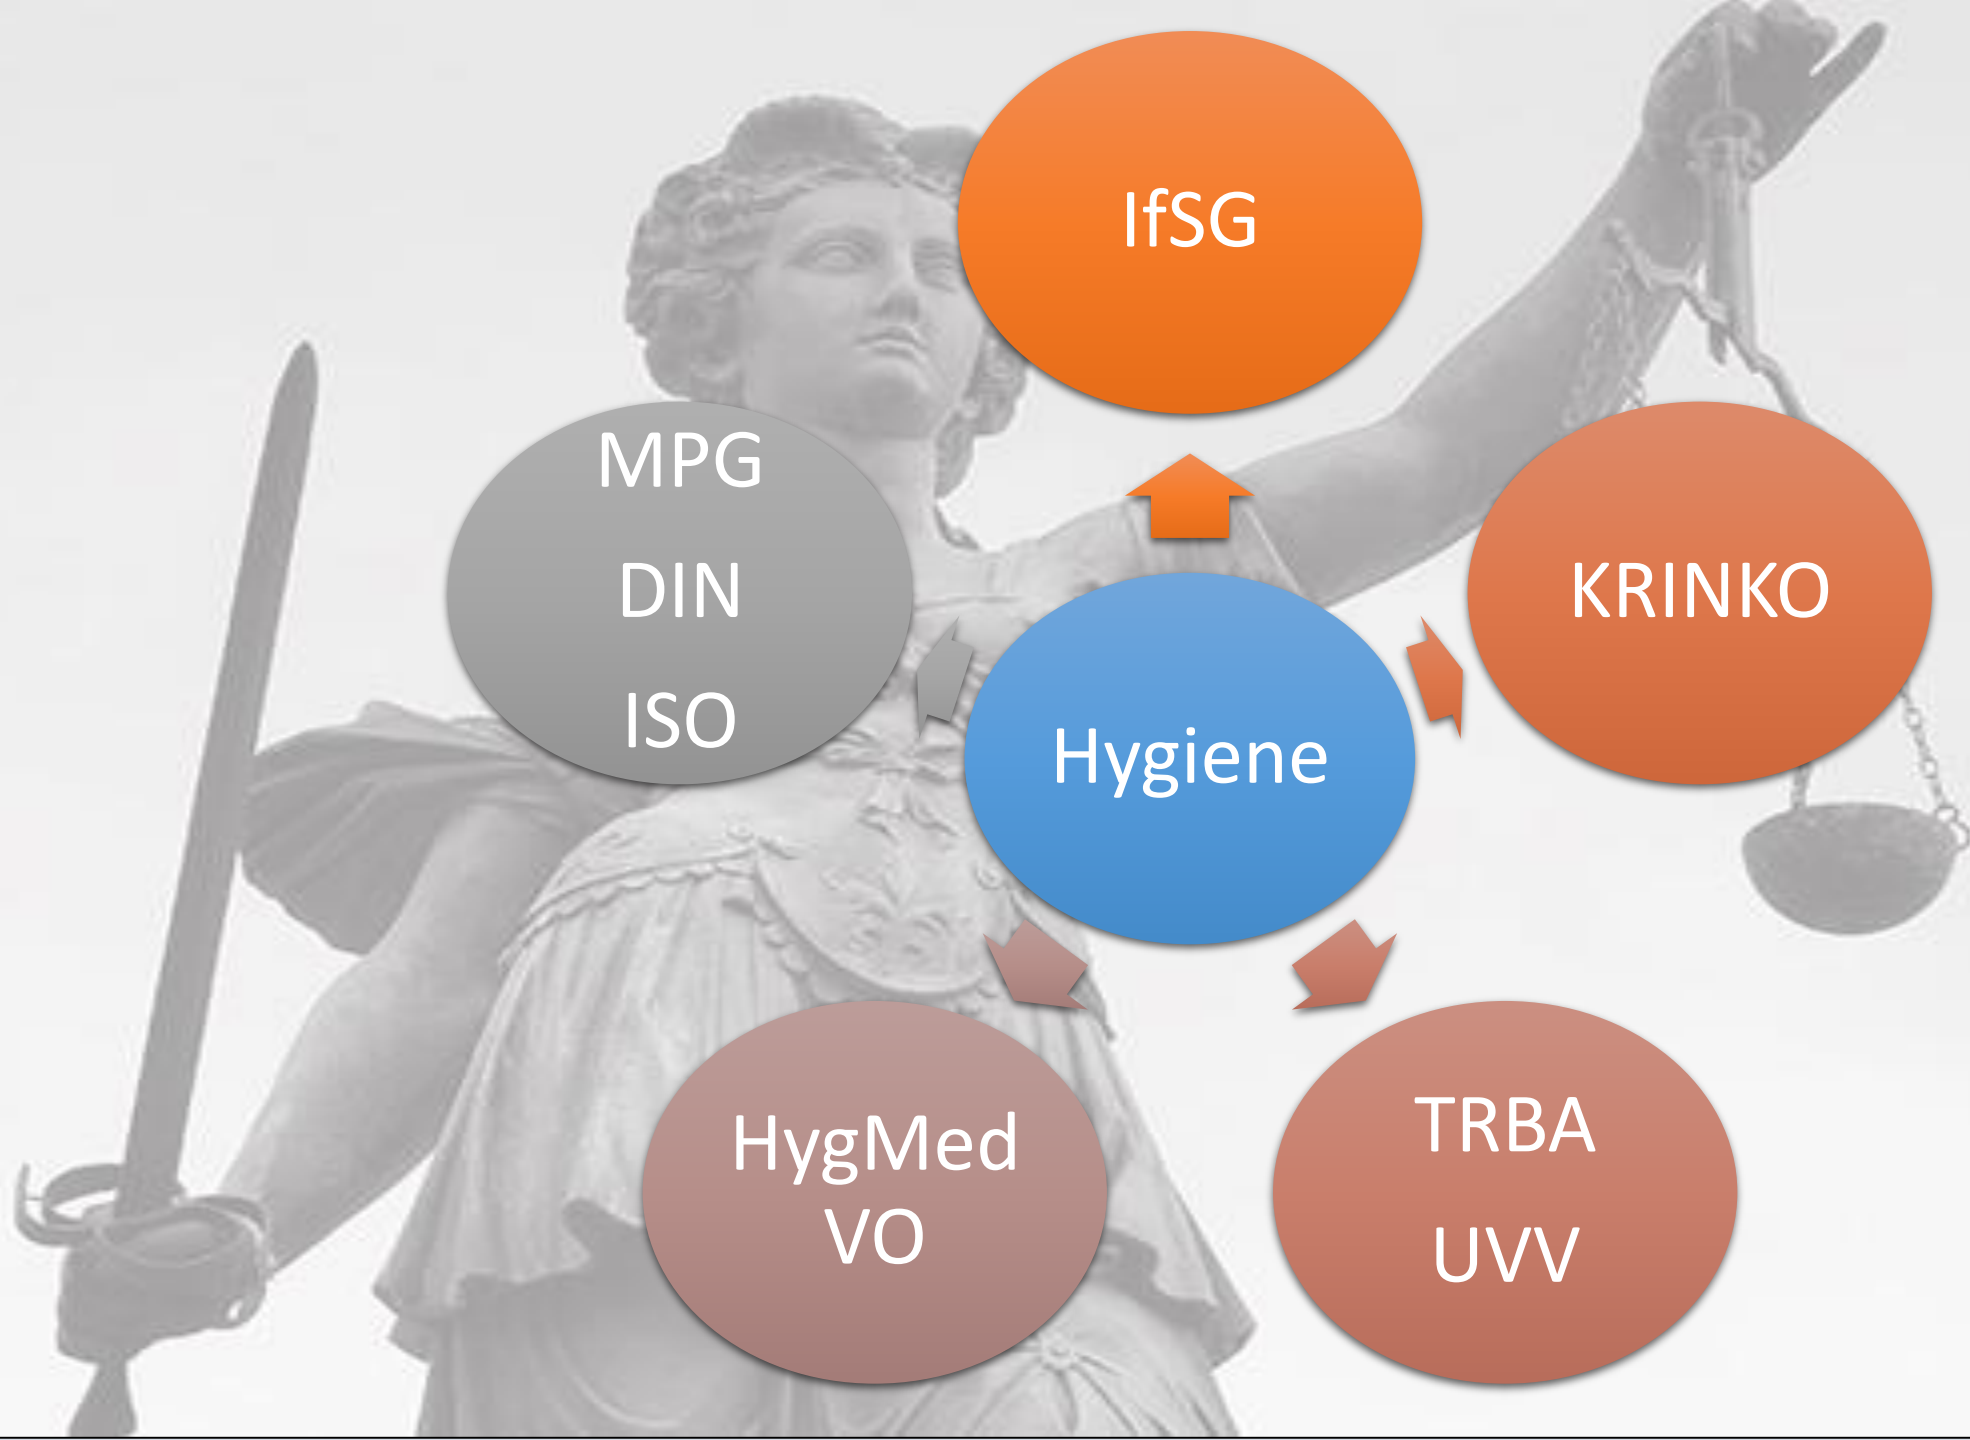 IfSG
MPG
DIN
ISO
KRINKO
Hygiene
HygMed
VO
TRBA
UVV